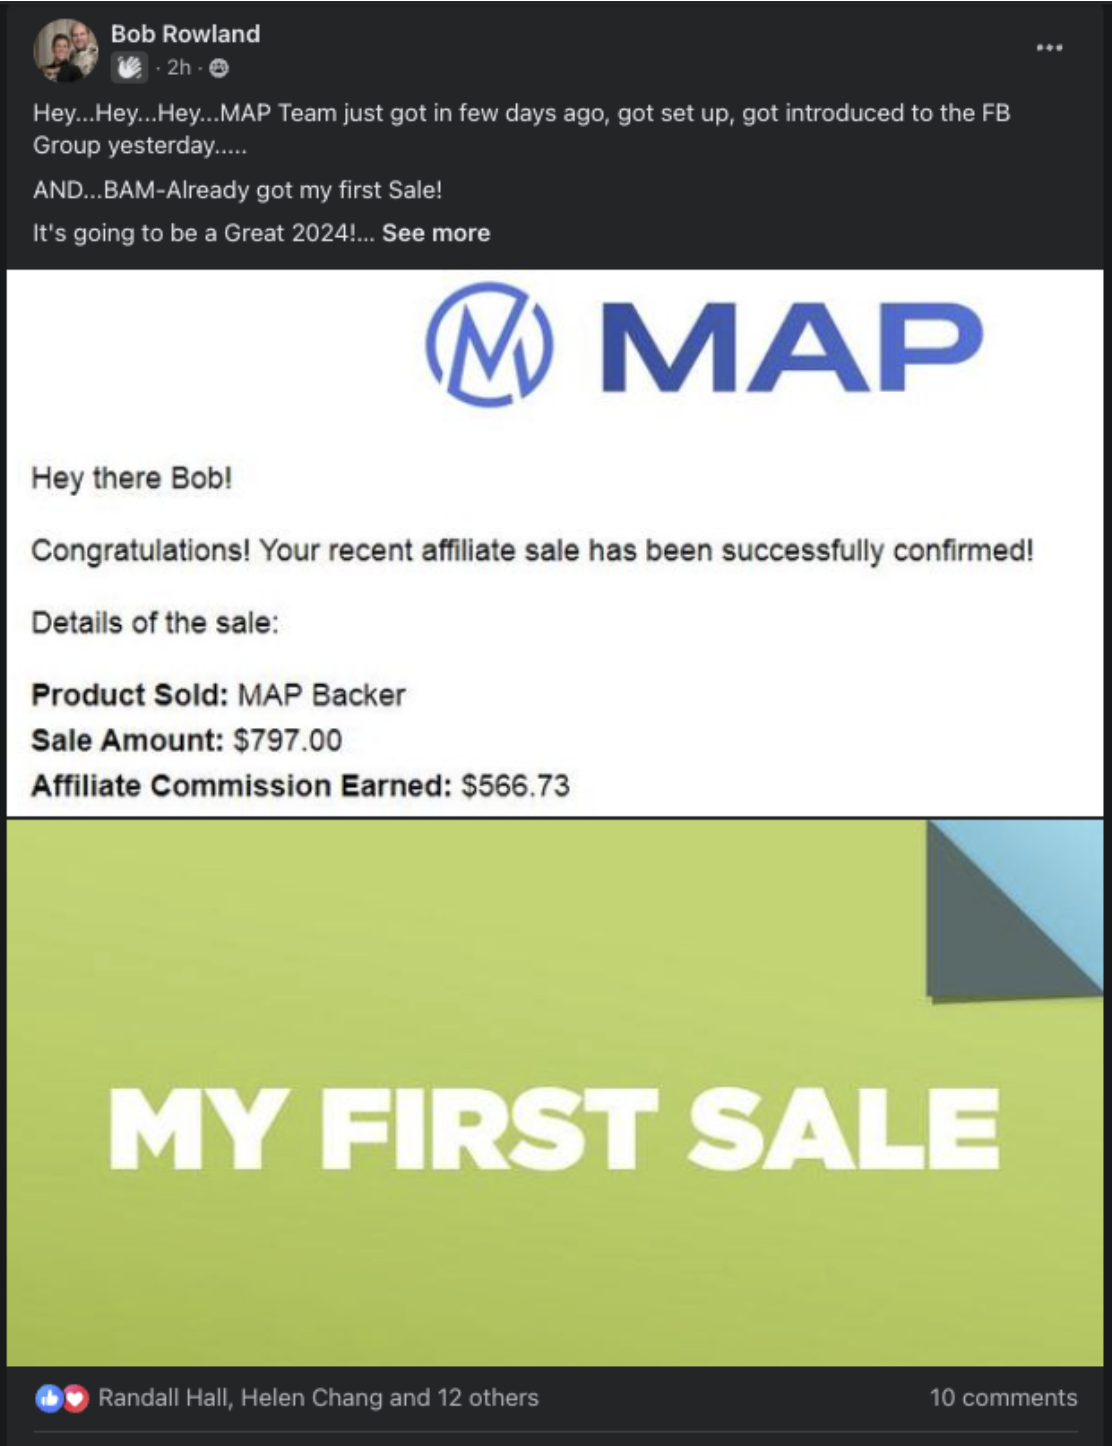 Bob Rowland
· 2h ·
Hey...Hey...Hey...MAP Team just got in few days ago, got set up, got introduced to the FB
Group yesterday.....
AND...BAM-Already got my first Sale!
It's going to be a Great 2024!... See more
MAP
Hey there Bob!
Congratulations! Your recent affiliate sale has been successfully confirmed!
Details of the sale:
Product Sold: MAP Backer
Sale Amount: $797.00
Affiliate Commission Earned: $566.73
MY FIRST SALE
Randall Hall, Helen Chang and 12 others
10 comments